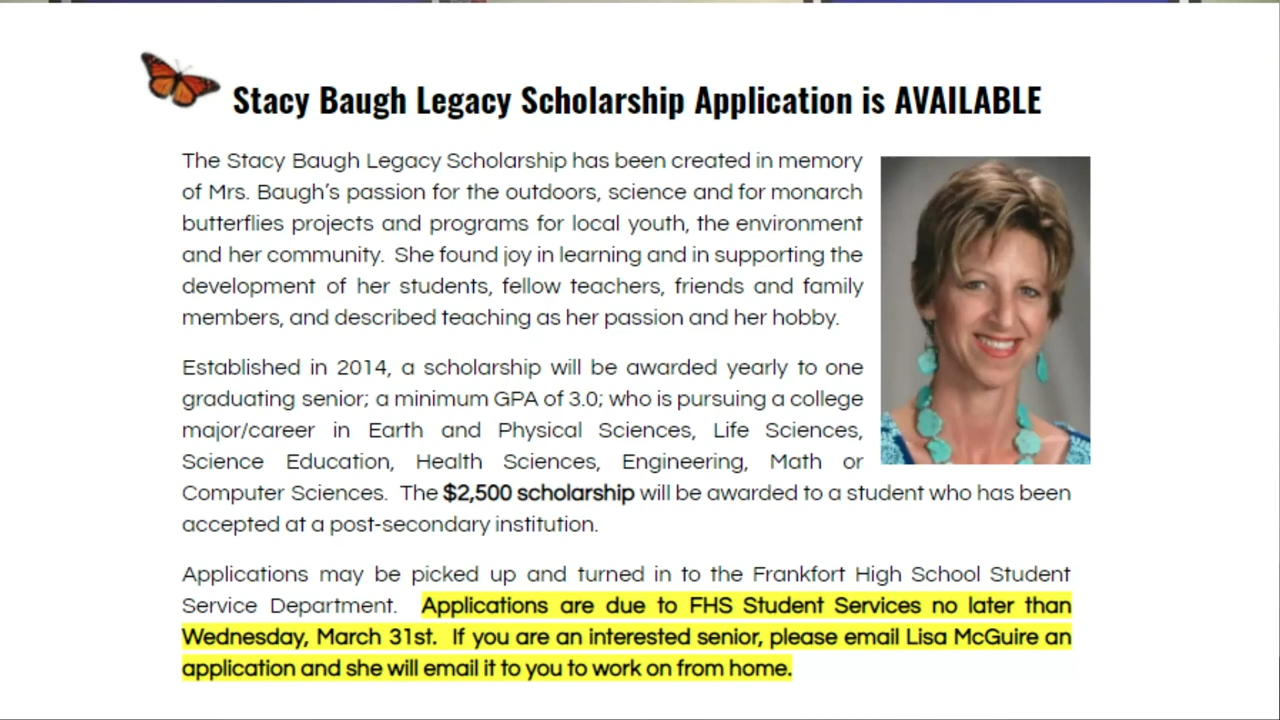 Stacy Baugh Legacy Scholarship Application is AVAILABLE
The Stacy Baugh Legacy Scholarship has been created in memory
of Mrs. Baugh's passion for the outdoors, science and for monarch
butterflies projects and programs for local youth, the environment
and her community. She found joy in learning and in supporting the
development of her students, fellow teachers, friends and family
members, and described teaching as her passion and her hobby.
Established in 2014, a scholarship will be awarded yearly to one
graduating senior; a minimum GPA of 3.0; who is pursuing a college
major/career in Earth and Physical Sciences, Life Sciences,
Science Education, Health Sciences, Engineering, Math or
Computer Sciences. The $2,500 scholarship will be awarded to a student who has been
accepted at a post-secondary institution.
Applications may be picked up and turned in to the Frankfort High School Student
Service Department. Applications are due to FHS Student Services no later than
Wednesday, March 31st. If you are an interested senior, please email Lisa McGuire an
application and she will email it to you to work on from home.